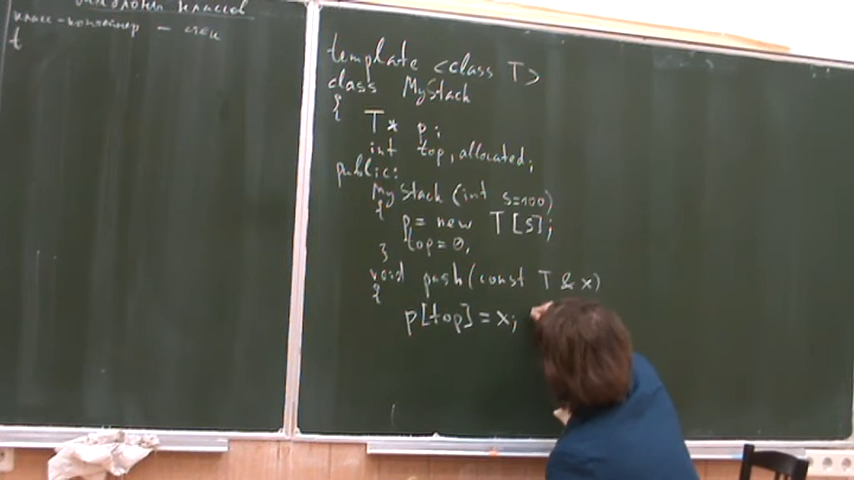 классов
класс-контейнер - стек
t
template <class T>
class MyStack
{ T* p;
int top, allocated;
public:
MyStack (int s=100)
{ p= new T[s];
} top=0;
void push(const T & x)
{
p[top]=x;